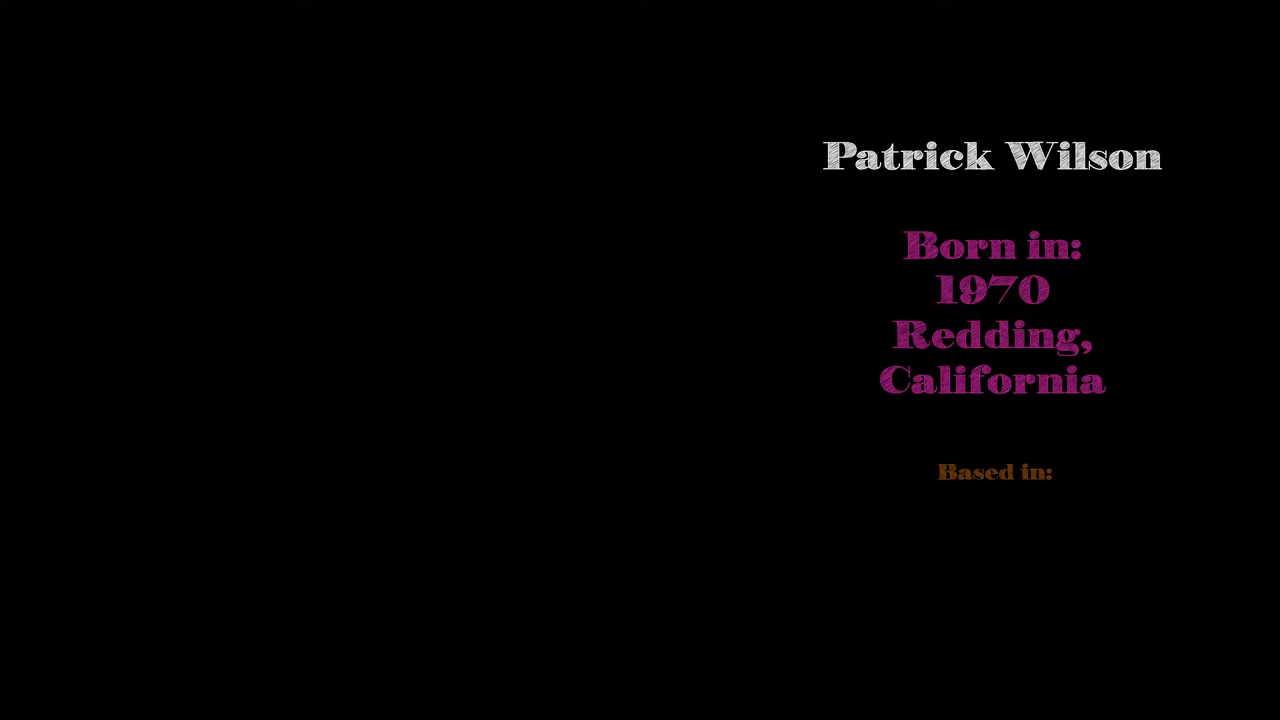 Patrick Wilson
Born in:
1970
Redding,
California
Based in: